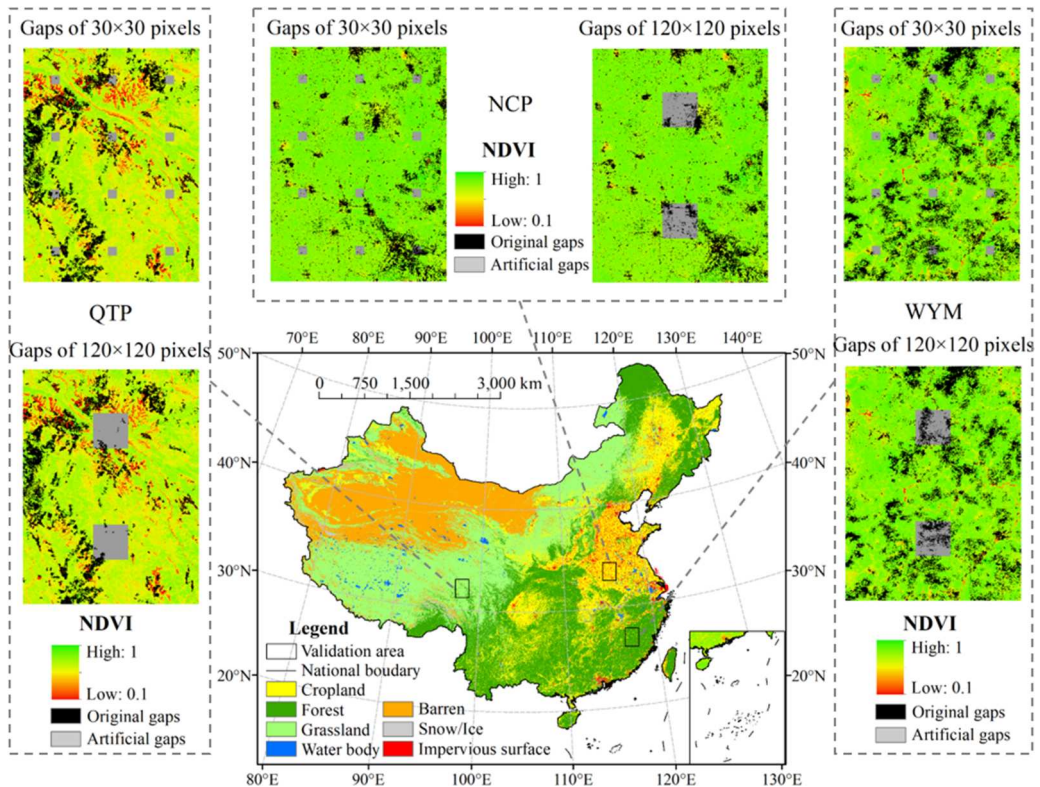 Gaps of 30×30 pixels
QTP
Gaps of 120×120 pixels
NDVI
High: 1
Low: 0.1
Original gaps
Artificial gaps
Gaps of 30×30 pixels
Gaps of 120×120 pixels
NCP
NDVI
High: 1
Low: 0.1
Original gaps
Artificial gaps
Gaps of 30×30 pixels
WYM
Gaps of 120×120 pixels
NDVI
High: 1
Low: 0.1
Original gaps
Artificial gaps
70°E 80°E 90°E 100°E 110°E 120°E 130°E 140°E
50°N 50°N
0 750 1,500 3,000 km
40°N 40°N
30°N 30°N
20°N 20°N
Legend
Validation area
National boudary
Cropland
Forest
Grassland
Water body
Barren
Snow/Ice
Impervious surface
80°E 90°E 100°E 110°E 120°E 130°E